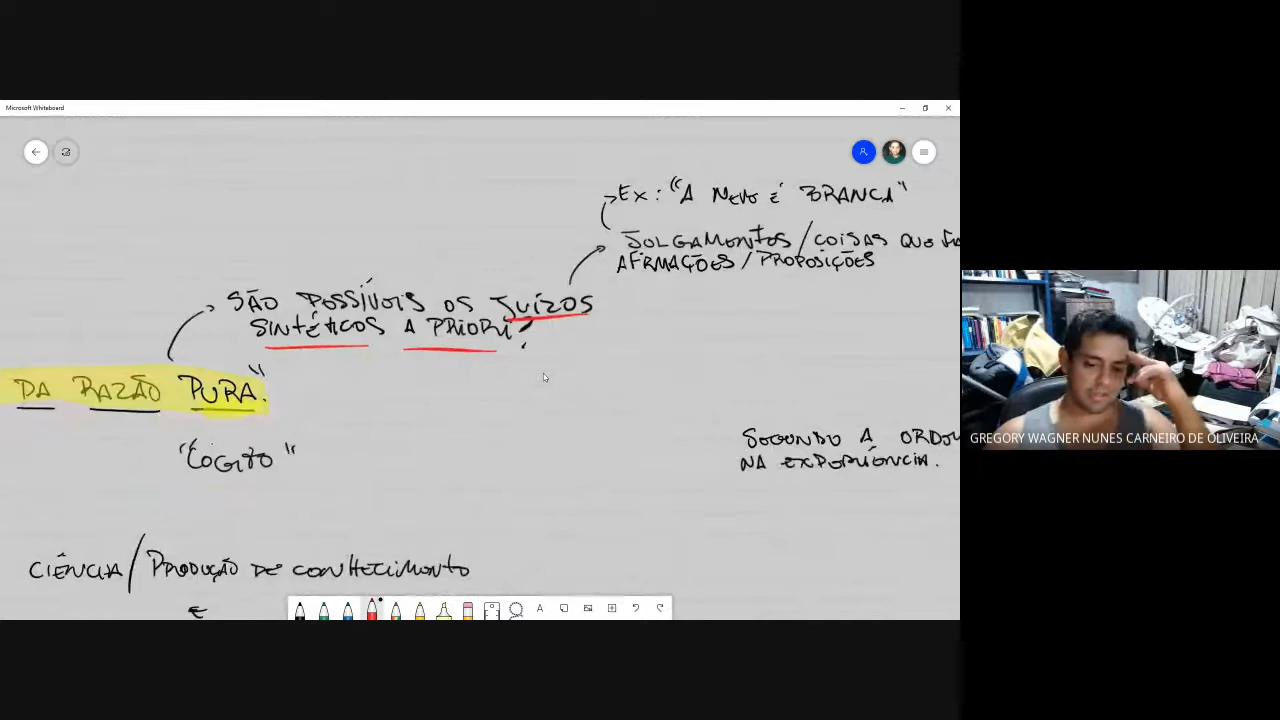 Microsoft Whiteboard
Ex: "A NEVE É BRANCA"
JULGAMENTOS / COISAS QUE
AFIRMAÇÕES / PROPOSIÇÕES
SÃO POSSÍVEIS OS JUÍZOS
SINTÉTICOS A PRIORI?
DA RAZÃO PURA."
"COGITO"
SEGUNDO A
NA EXPERIÊNCIA.
GREGORY WAGNER NUNES CARNEIRO DE OLIVEIRA
CIÊNCIA / PRODUÇÃO DE CONHECIMENTO